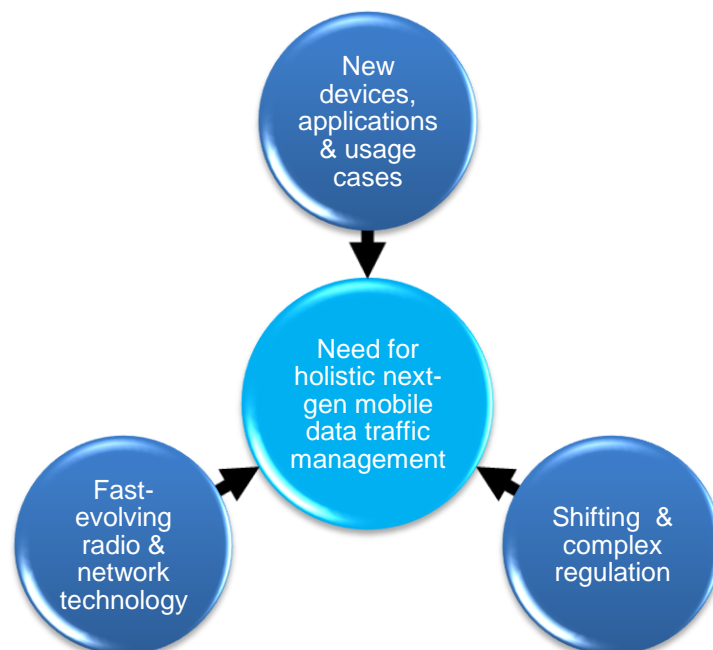 New
devices,
applications
& usage
cases
Need for
holistic next-
gen mobile
data traffic
management
Fast-
evolving
radio &
network
technology
Shifting & 
complex
regulation